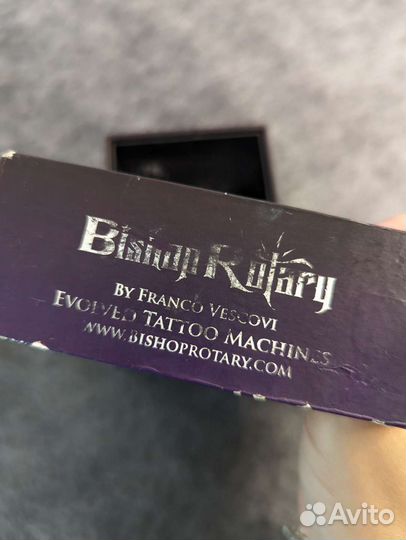 Bishop Rotary
By Franco Vescovi
Evolved Tattoo Machines
www.bishoprotary.com
Avito